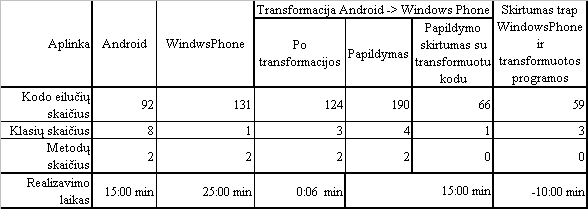 Aplinka
Android
WindwsPhone
Transformacija Android -> Windows Phone
Po
transformacijos
Papildymas
Papildymo
skirtumas su
transformuotu
kodu
Skirtumas trap
WindowsPhone
ir
transformuotos
programos
Kodo eilučių
skaičius
92
131
124
190
66
59
Klasių skaičius
8
1
3
4
1
3
Metodų
skaičius
2
2
2
2
0
0
Realizavimo
laikas
15:00 min
25:00 min
0:06 min
15:00 min
-10:00 min